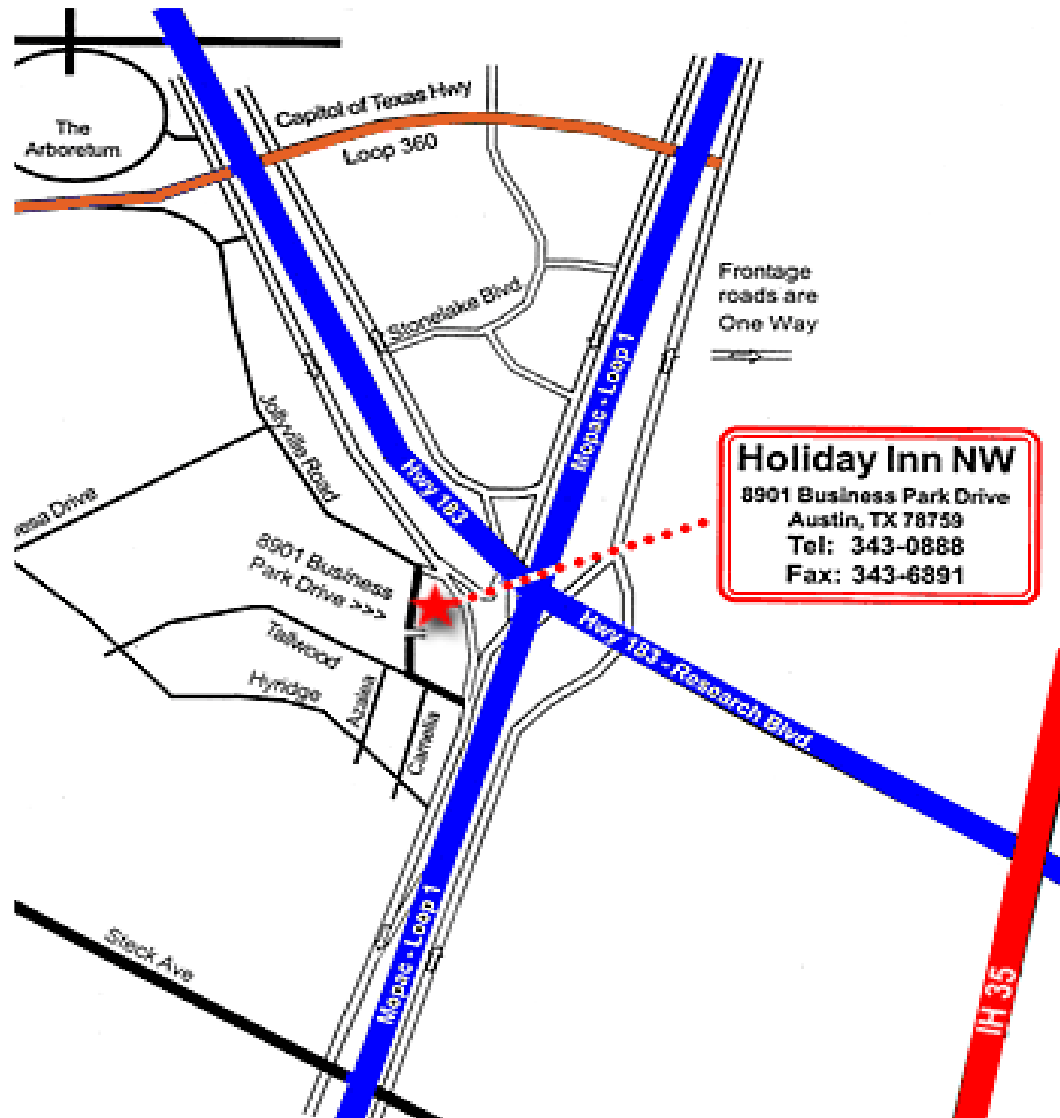 Capitol of Texas Hwy
Loop 360
The
Arboretum
Stonelake Blvd.
Frontage
roads are
One Way
Mopac - Loop 1
Jollyville Road
Hwy 183
Holiday Inn NW
8901 Business Park Drive
Austin, TX 78759
Tel: 343-0888
Fax: 343-6891
Drive
8901 Business
Park Drive >>>
Tallwood
Hyridge
Azalea
Camelia
Hwy 183 - Research Blvd.
Mopac - Loop 1
Steck Ave
IH 35